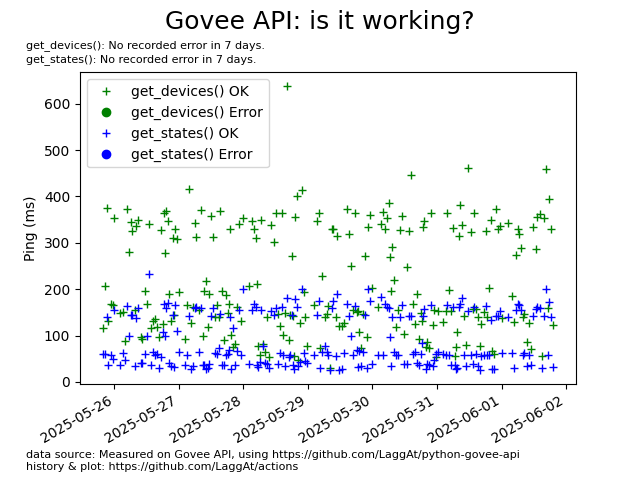 Govee API: is it working?
get_devices(): No recorded error in 7 days.
get_states(): No recorded error in 7 days.
get_devices() OK
get_devices() Error
get_states() OK
get_states() Error
Ping (ms)
600
500
400
300
200
100
0
2025-05-26
2025-05-27
2025-05-28
2025-05-29
2025-05-30
2025-05-31
2025-06-01
2025-06-02
data source: Measured on Govee API, using https://github.com/LaggAt/python-govee-api
history & plot: https://github.com/LaggAt/actions